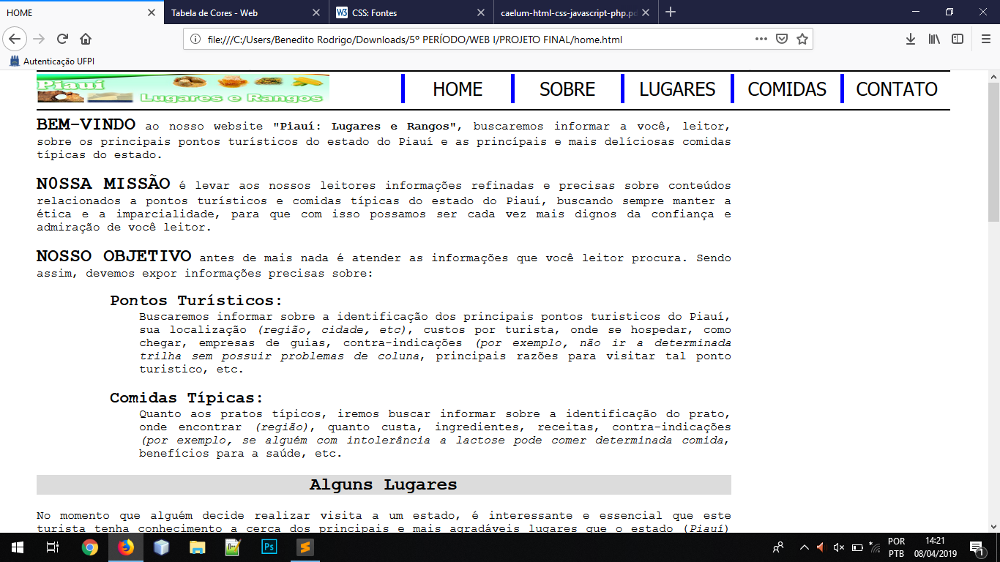 HOME
Tabela de Cores - Web
CSS: Fontes
caelum-html-css-javascript-php.pd
file:///C:/Users/Benedito Rodrigo/Downloads/5º PERÍODO/WEB I/PROJETO FINAL/home.html
Autenticação UFPI
Piauí
Lugares e Rangos
HOME
SOBRE
LUGARES
COMIDAS
CONTATO
BEM-VINDO ao nosso website "Piauí: Lugares e Rangos", buscaremos informar a você, leitor,
sobre os principais pontos turísticos do estado do Piauí e as princípais e mais delíciosas comidas
típicas do estado.
N0SSA MISSÃO é levar aos nossos leitores informações refinadas e precisas sobre conteúdos
relacionados a pontos turísticos e comidas típicas do estado do Piauí, buscando sempre manter a
ética e a imparcialidade, para que com isso possamos ser cada vez mais dignos da confiança e
admiração de você leitor.
NOSSO OBJETIVO antes de mais nada é atender as informações que você leitor procura. Sendo
assim, devemos expor informações precisas sobre:
Pontos Turísticos:
Buscaremos informar sobre a identificação dos principais pontos turisticos do Piauí,
sua localização (região, cidade, etc), custos por turista, onde se hospedar, como
chegar, empresas de guias, contra-indicações (por exemplo, não ir a determinada
trilha sem possuir problemas de coluna, principais razões para visitar tal ponto
turistico, etc.
Comidas Típicas:
Quanto aos pratos típicos, iremos buscar informar sobre a identificação do prato,
onde encontrar (região), quanto custa, ingredientes, receitas, contra-indicações
(por exemplo, se alguém com intolerância a lactose pode comer determinada comida,
benefícios para a saúde, etc.
Alguns Lugares
No momento que alguém decide realizar visita a um estado, é interessante e essencial que este
turista tenha conhecimento a cerca dos principais e mais agradáveis lugares que o estado (Piauí)
POR
PTB
14:21
08/04/2019
1